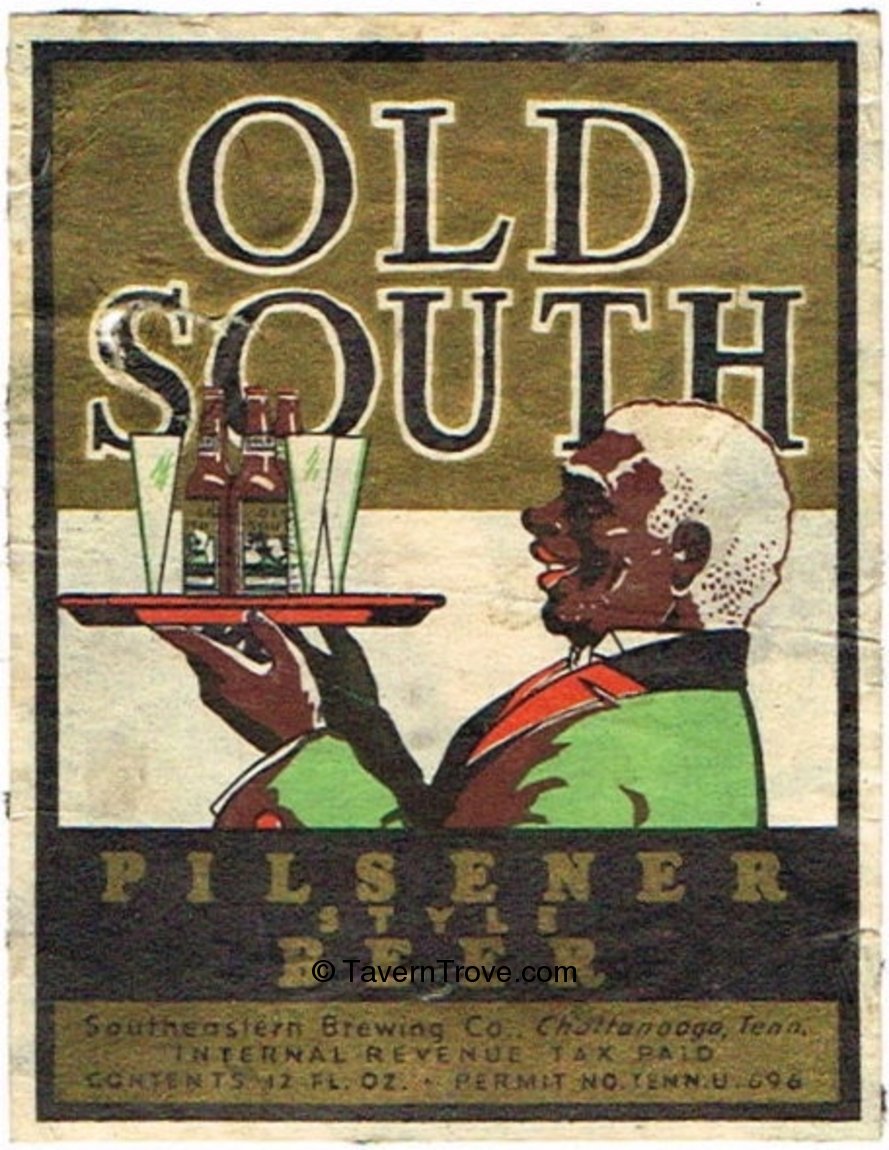 OLD
SOUTH
PILSENER
STYLE
BEER
© TavernTrove.com
Southeastern Brewing Co., Chattanooga, Tenn.
INTERNAL REVENUE TAX PAID
CONTENTS 12 FL. OZ. • PERMIT NO. TENN. U. 696